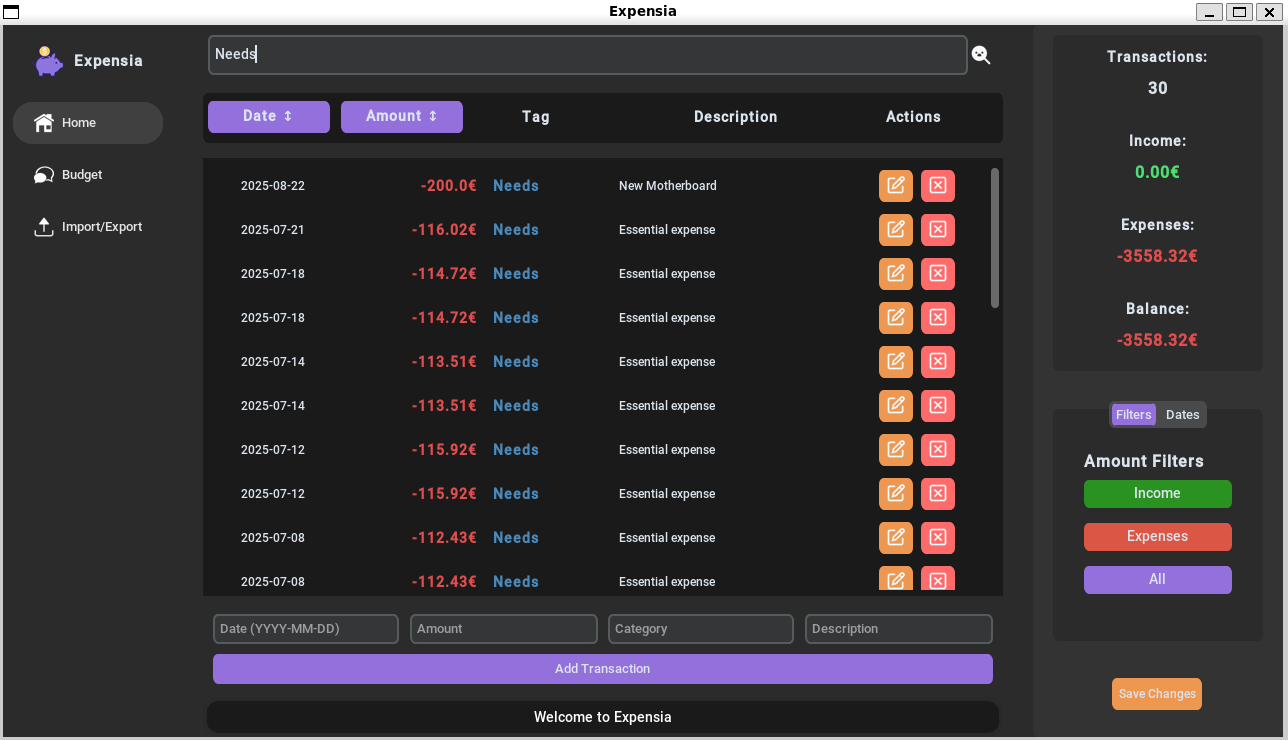 Expensia
Expensia
Home
Budget
Import/Export
Needs
Date ↕ Amount ↕ Tag Description Actions
2025-08-22 -200.0€ Needs New Motherboard
2025-07-21 -116.02€ Needs Essential expense
2025-07-18 -114.72€ Needs Essential expense
2025-07-18 -114.72€ Needs Essential expense
2025-07-14 -113.51€ Needs Essential expense
2025-07-14 -113.51€ Needs Essential expense
2025-07-12 -115.92€ Needs Essential expense
2025-07-12 -115.92€ Needs Essential expense
2025-07-08 -112.43€ Needs Essential expense
2025-07-08 -112.43€ Needs Essential expense
Date (YYYY-MM-DD) Amount Category Description
Add Transaction
Welcome to Expensia
Transactions:
30
Income:
0.00€
Expenses:
-3558.32€
Balance:
-3558.32€
Filters Dates
Amount Filters
Income
Expenses
All
Save Changes